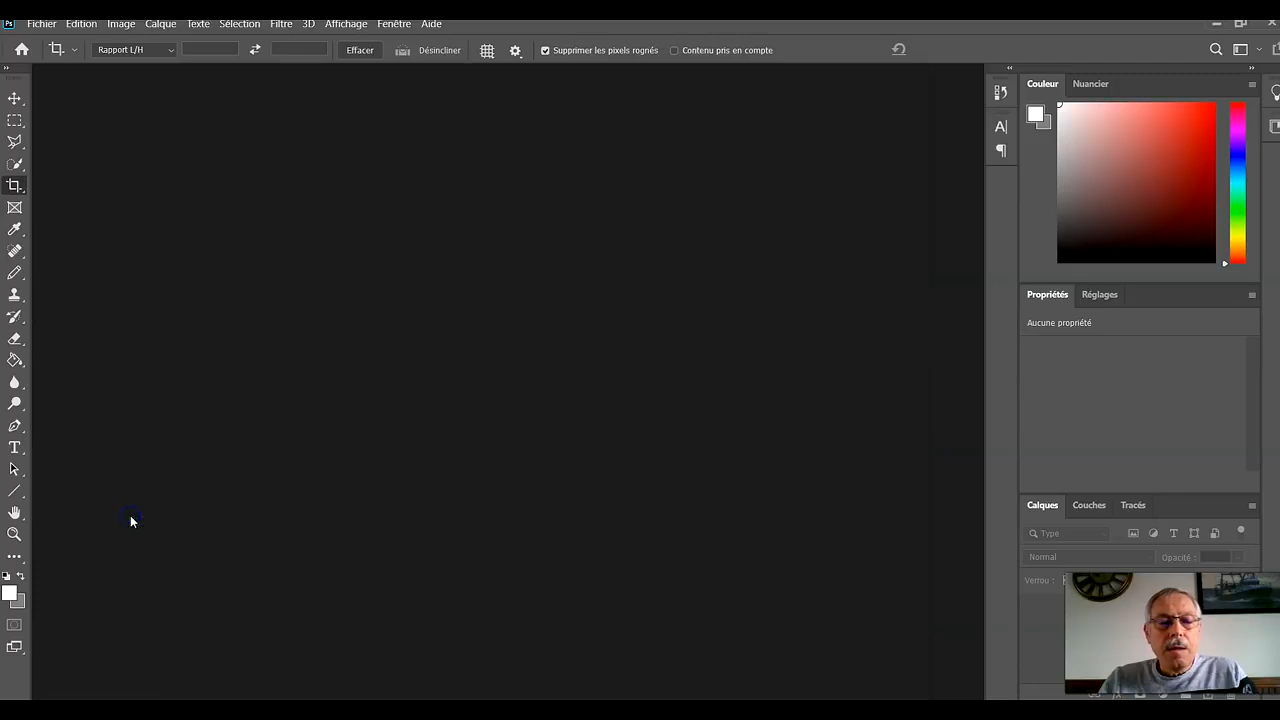 Ps Fichier Edition Image Calque Texte Sélection Filtre 3D Affichage Fenêtre Aide
Rapport L/H Effacer Désincliner Supprimer les pixels rognés Contenu pris en compte
Couleur Nuancier
Propriétés Réglages
Aucune propriété
Calques Couches Tracés
Type
Normal Opacité :
Verrou :